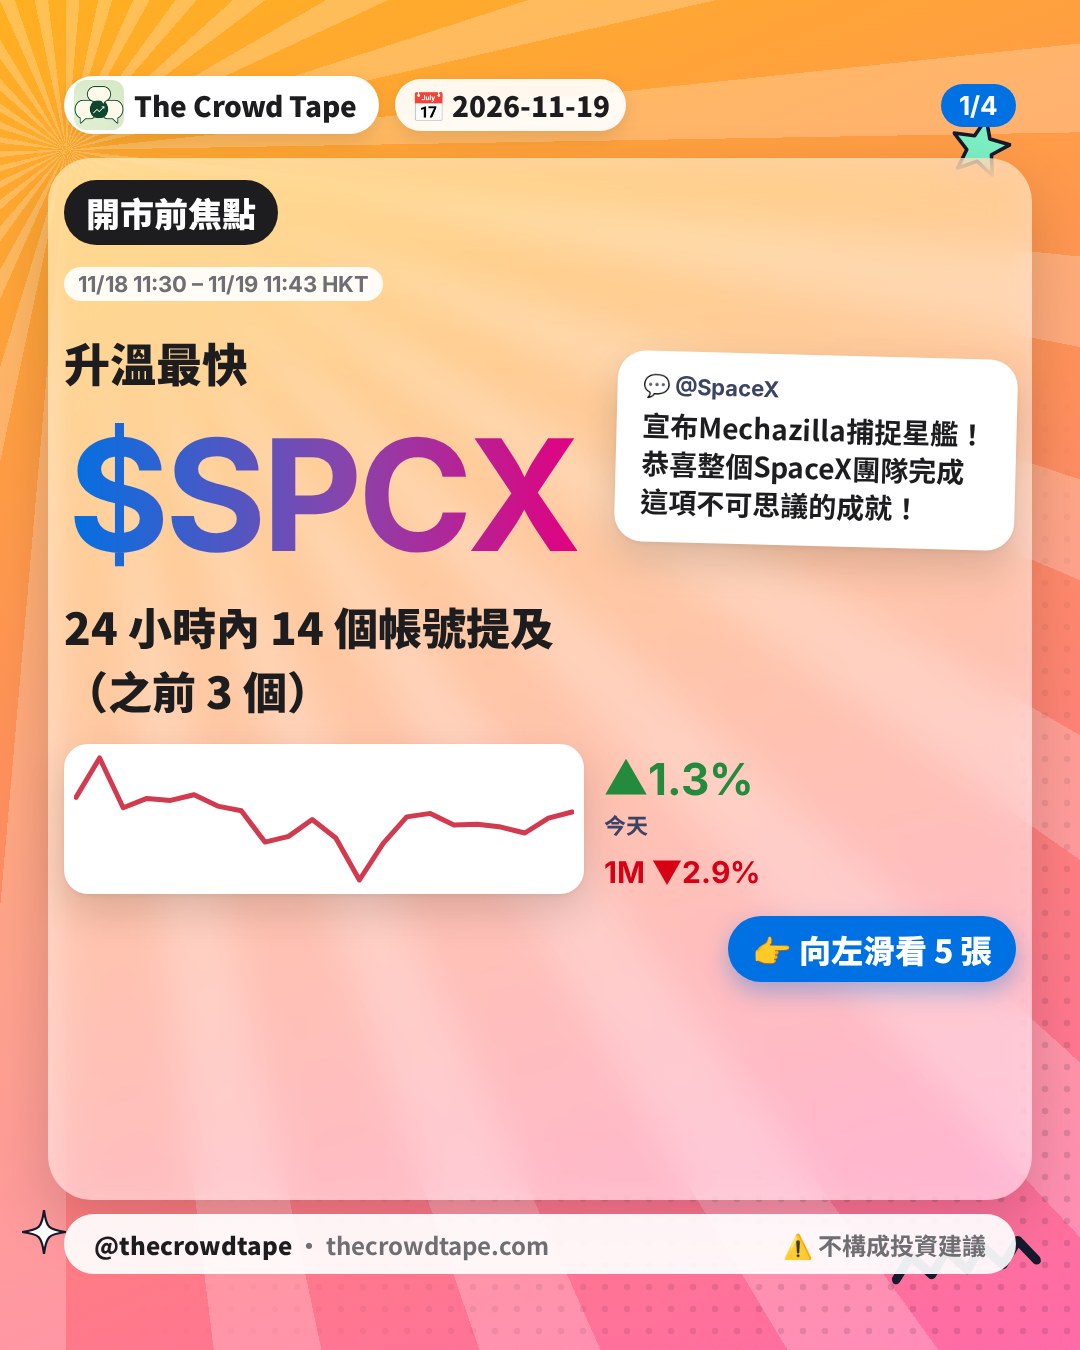 The Crowd Tape
2026-11-19
1/4
開市前焦點
11/18 11:30 – 11/19 11:43 HKT
升溫最快
$SPCX
@SpaceX
宣布Mechazilla捕捉星艦！
恭喜整個SpaceX團隊完成
這項不可思議的成就！
24 小時內 14 個帳號提及
（之前 3 個）
▲1.3%
今天
1M ▼2.9%
👉 向左滑看 5 張
@thecrowdtape · thecrowdtape.com
⚠️ 不構成投資建議